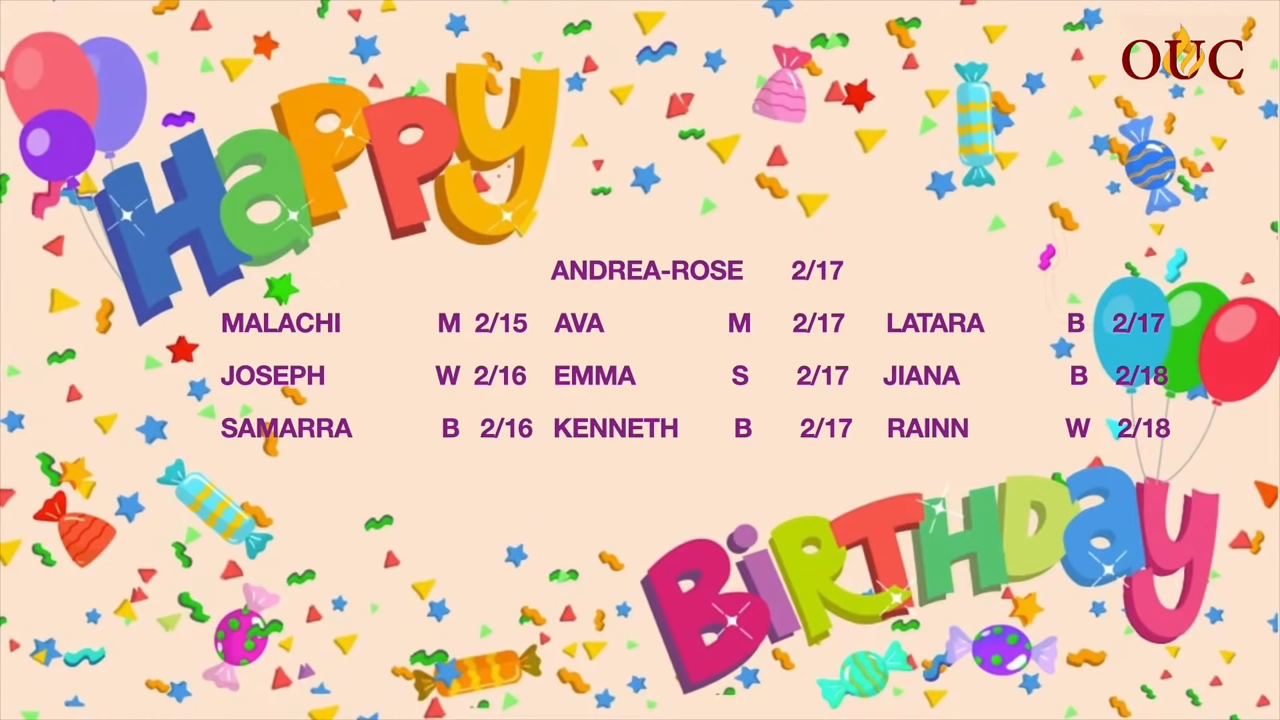 OUC
HAPPY
ANDREA-ROSE 2/17
MALACHI M 2/15 AVA M 2/17 LATARA B 2/17
JOSEPH W 2/16 EMMA S 2/17 JIANA B 2/18
SAMARRA B 2/16 KENNETH B 2/17 RAINN W 2/18
BiRTHDay